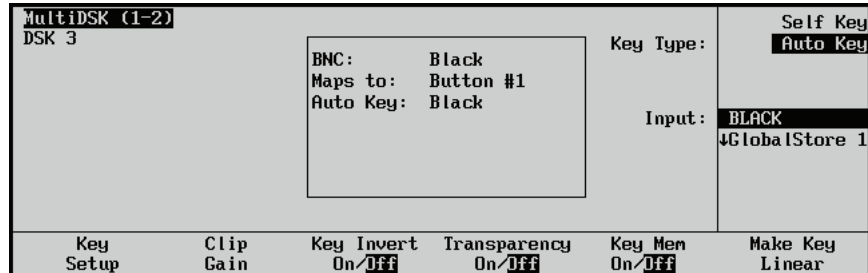 MultiDSK (1-2)
DSK 3
BNC: Black
Maps to: Button #1
Auto Key: Black
Key Type: Self Key
Auto Key
Input: BLACK
↓GlobalStore 1
Key Setup
Clip Gain
Key Invert On/Off
Transparency On/Off
Key Mem On/Off
Make Key Linear